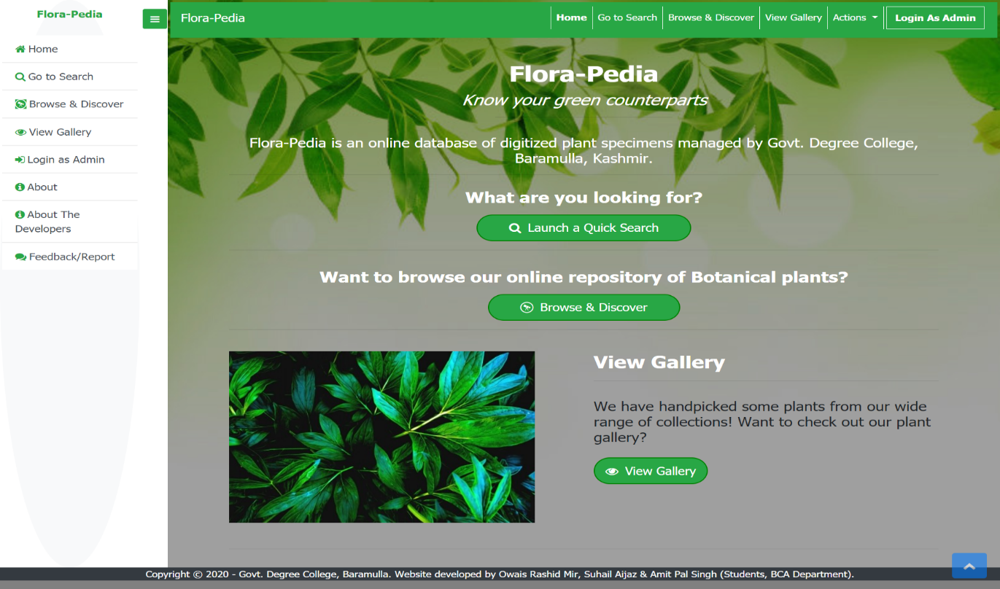 Flora-Pedia
Home
Go to Search
Browse & Discover
View Gallery
Login as Admin
About
About The
Developers
Feedback/Report
Flora-Pedia
Home
Go to Search
Browse & Discover
View Gallery
Actions
Login As Admin
Flora-Pedia
Know your green counterparts
Flora-Pedia is an online database of digitized plant specimens managed by Govt. Degree College,
Baramulla, Kashmir.
What are you looking for?
Launch a Quick Search
Want to browse our online repository of Botanical plants?
Browse & Discover
View Gallery
We have handpicked some plants from our wide
range of collections! Want to check out our plant
gallery?
View Gallery
Copyright © 2020 - Govt. Degree College, Baramulla. Website developed by Owais Rashid Mir, Suhail Aijaz & Amit Pal Singh (Students, BCA Department).